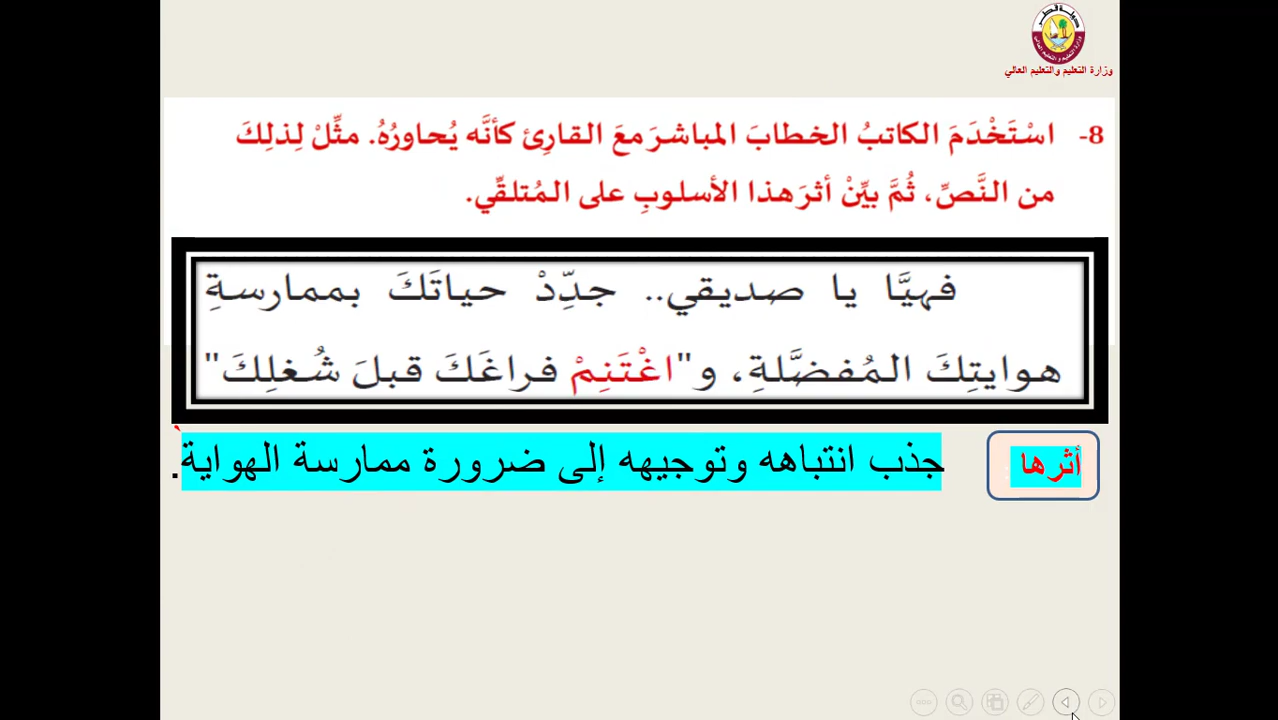 وزارة التعليم والتعليم العالي
8- اسْتَخْدَمَ الكاتبُ الخطابَ المباشرَ معَ القارِئ كأنَّه يُحاورُهُ. مثِّلْ لِذلِكَ
من النَّصِّ، ثُمَّ بيِّنْ أثرَ هذا الأسلوبِ على المُتلقِّي.
فهيَّا يا صديقي.. جدِّدْ حياتَكَ بممارسةِ
هوايتِكَ المُفضَّلةِ، و"اغْتَنِمْ فراغَكَ قبلَ شُغلِكَ"
أثرها
جذب انتباهه وتوجيهه إلى ضرورة ممارسة الهواية.